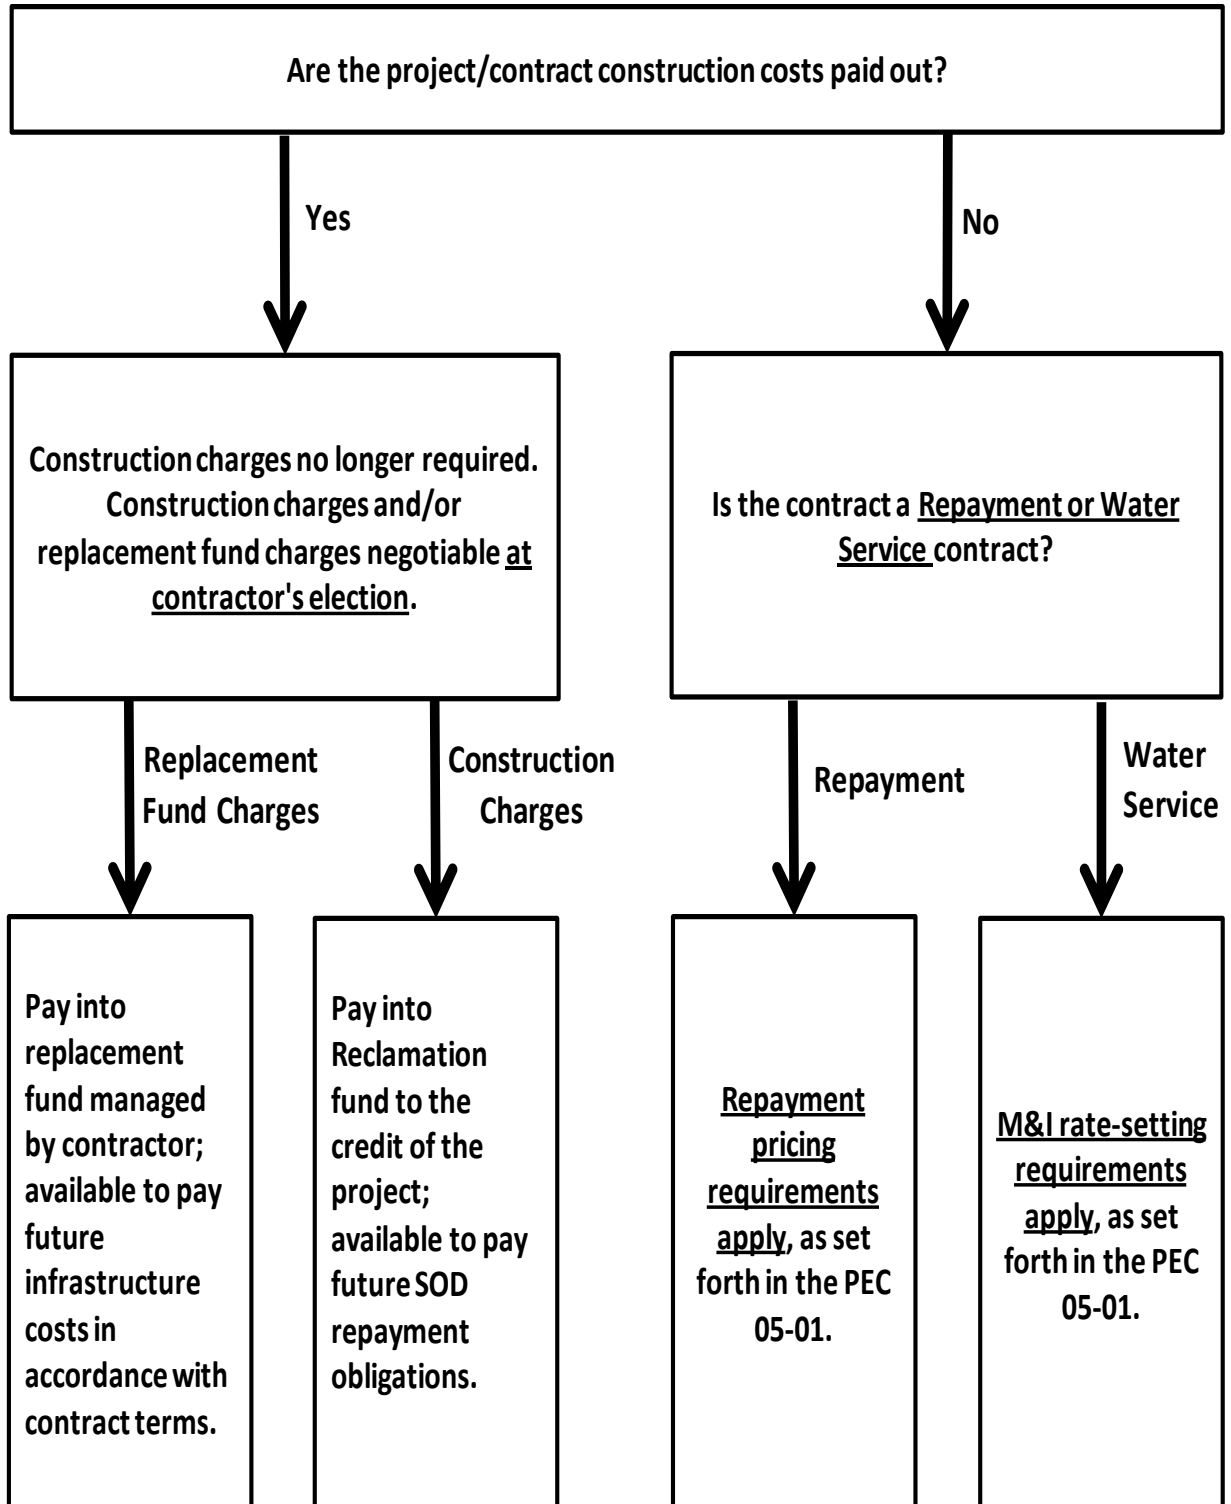 Are the project/contract construction costs paid out?
Yes
No
Construction charges no longer required.
Construction charges and/or
replacement fund charges negotiable at
contractor's election.
Is the contract a Repayment or Water
Service contract?
Replacement
Fund Charges
Construction
Charges
Repayment
Water
Service
Pay into
replacement
fund managed
by contractor;
available to pay
future
infrastructure
costs in
accordance with
contract terms.
Pay into
Reclamation
fund to the
credit of the
project;
available to pay
future SOD
repayment
obligations.
Repayment
pricing
requirements
apply, as set
forth in the PEC
05-01.
M&I rate-setting
requirements
apply, as set
forth in the PEC
05-01.